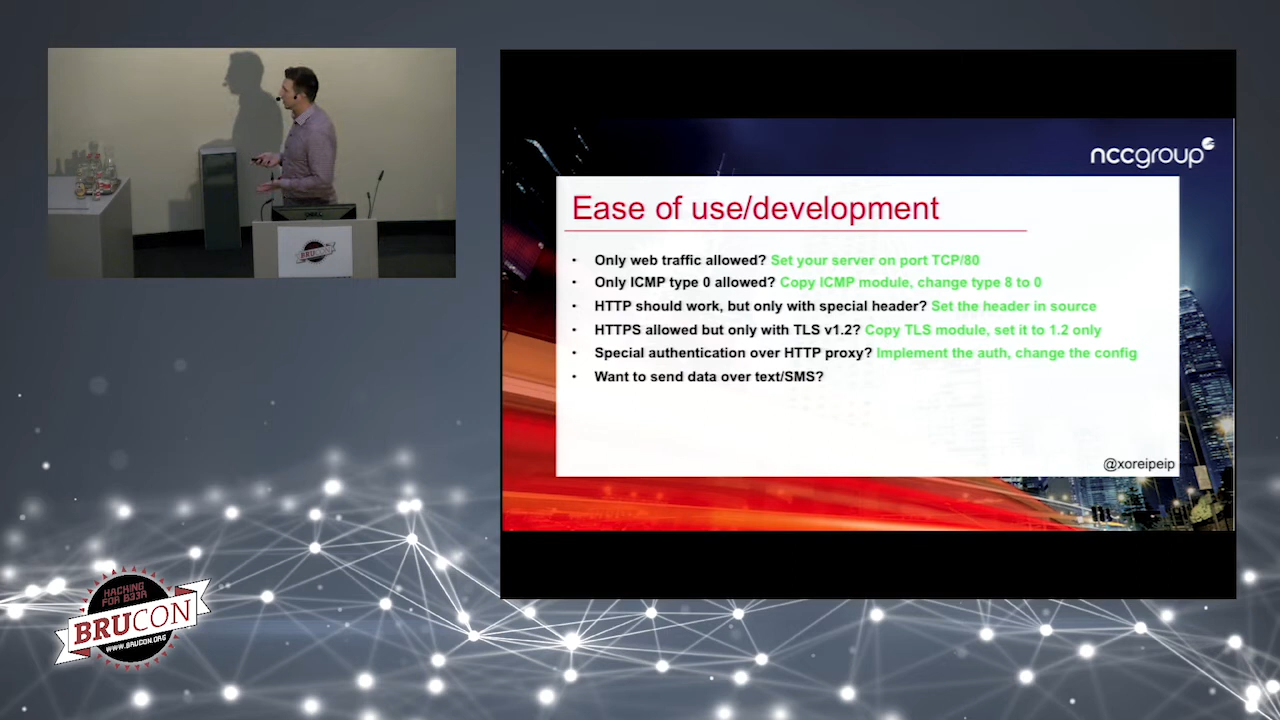 nccgroup
Ease of use/development
• Only web traffic allowed? Set your server on port TCP/80
• Only ICMP type 0 allowed? Copy ICMP module, change type 8 to 0
• HTTP should work, but only with special header? Set the header in source
• HTTPS allowed but only with TLS v1.2? Copy TLS module, set it to 1.2 only
• Special authentication over HTTP proxy? Implement the auth, change the config
• Want to send data over text/SMS?
@xoreipeip
BRUCON
HACKING
FOR B33R
BRUCON
WWW.BRUCON.ORG